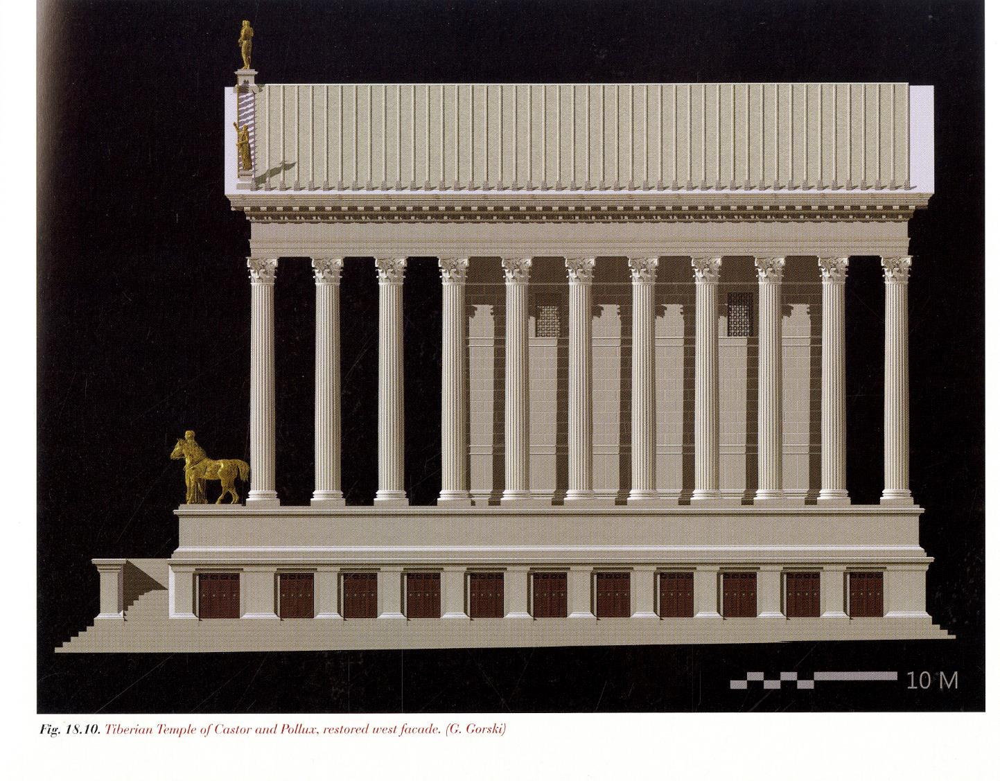 10 M
Fig. 18.10. Tiberian Temple of Castor and Pollux, restored west facade. (G. Gorski)